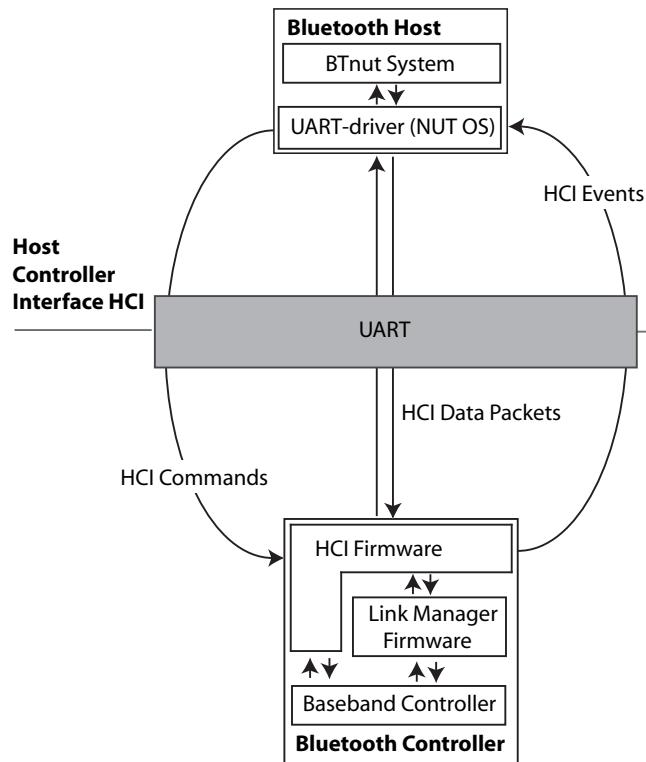 Bluetooth Host
BTnut System
UART-driver (NUT OS)
HCI Events
Host
Controller
Interface HCI
UART
HCI Data Packets
HCI Commands
HCI Firmware
Link Manager
Firmware
Baseband Controller
Bluetooth Controller